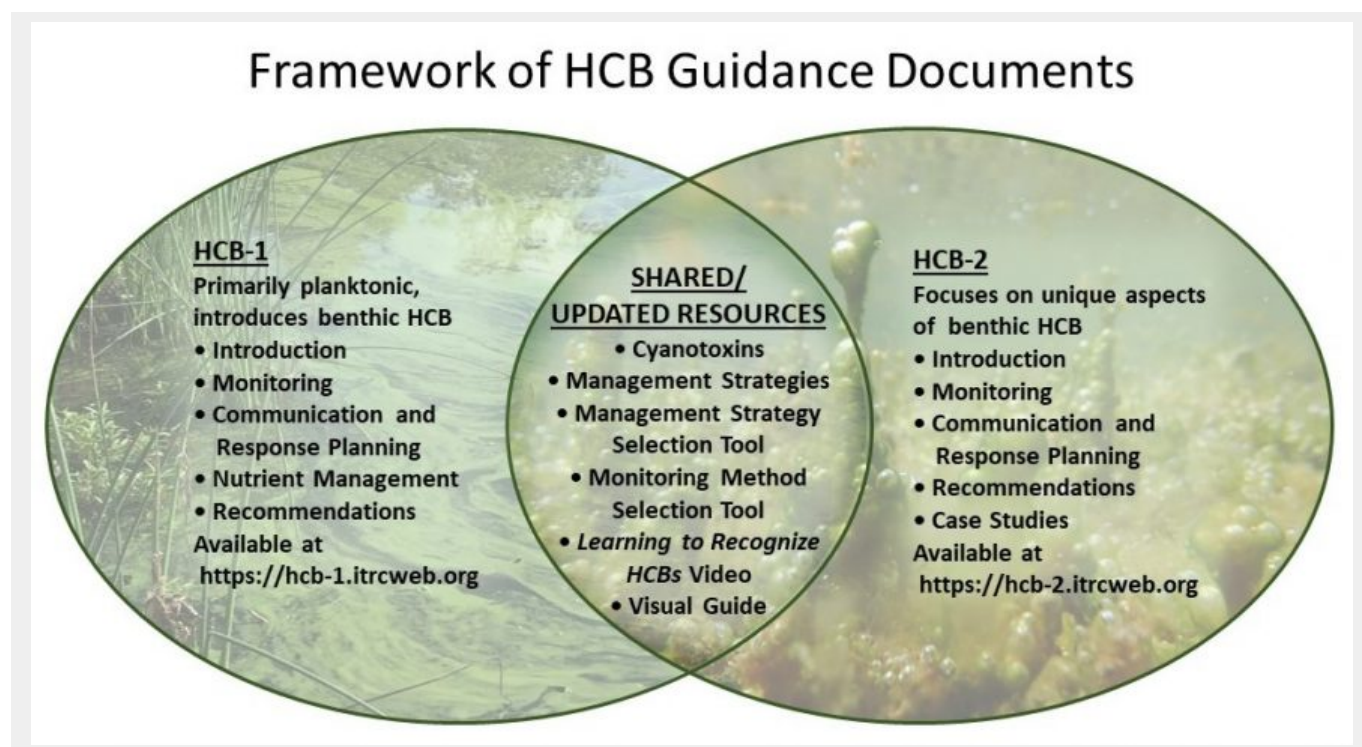 Framework of HCB Guidance Documents
HCB-1
Primarily planktonic,
introduces benthic HCB
• Introduction
• Monitoring
• Communication and
Response Planning
• Nutrient Management
• Recommendations
Available at
https://hcb-1.itrcweb.org
SHARED/
UPDATED RESOURCES
• Cyanotoxins
• Management Strategies
• Management Strategy
Selection Tool
• Monitoring Method
Selection Tool
• Learning to Recognize
HCBs Video
• Visual Guide
HCB-2
Focuses on unique aspects
of benthic HCB
• Introduction
• Monitoring
• Communication and
Response Planning
• Recommendations
• Case Studies
Available at
https://hcb-2.itrcweb.org